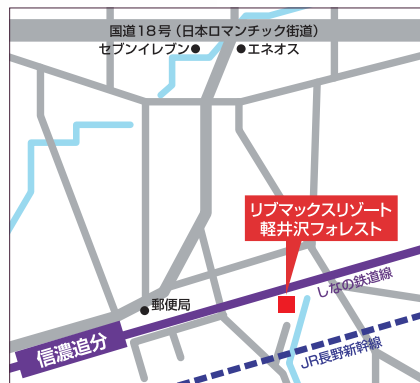 国道18号（日本ロマンチック街道）
セブンイレブン●　●エネオス
リブマックスリゾート
軽井沢フォレスト
しなの鉄道線
●郵便局
信濃追分
JR長野新幹線